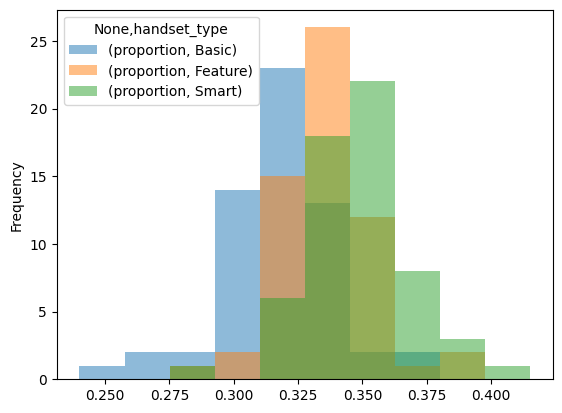 None,handset_type
(proportion, Basic)
(proportion, Feature)
(proportion, Smart)
Frequency
25
20
15
10
5
0
0.250 0.275 0.300 0.325 0.350 0.375 0.400